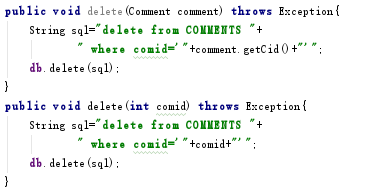 public void delete(Comment comment) throws Exception{
String sql="delete from COMMENTS "+
" where comid='"+comment.getCid()+"'";
db.delete(sql);
}
public void delete(int comid) throws Exception{
String sql="delete from COMMENTS "+
" where comid='"+comid+"'";
db.delete(sql);
}